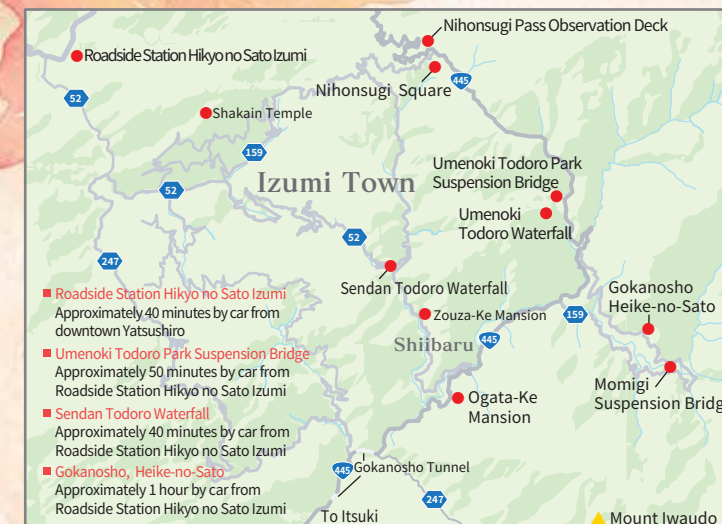 Nihonsugi Pass Observation Deck
Roadside Station Hikyo no Sato Izumi
445
Nihonsugi Square
52
Shakain Temple
159
Umenoki Todoro Park
Suspension Bridge
Izumi Town
52
Umenoki
Todoro Waterfall
52
247
Sendan Todoro Waterfall
Gokanosho
Heike-no-Sato
Zouza-Ke Mansion
159
Shiibaru
445
Momigi
Suspension Bridg
Ogata-Ke
Mansion
Roadside Station Hikyo no Sato Izumi
Approximately 40 minutes by car from
downtown Yatsushiro
Umenoki Todoro Park Suspension Bridge
Approximately 50 minutes by car from
Roadside Station Hikyo no Sato Izumi
Sendan Todoro Waterfall
Approximately 40 minutes by car from
Roadside Station Hikyo no Sato Izumi
Gokanosho, Heike-no-Sato
Approximately 1 hour by car from
Roadside Station Hikyo no Sato Izumi
445
Gokanosho Tunnel
247
To Itsuki
Mount Iwaudo